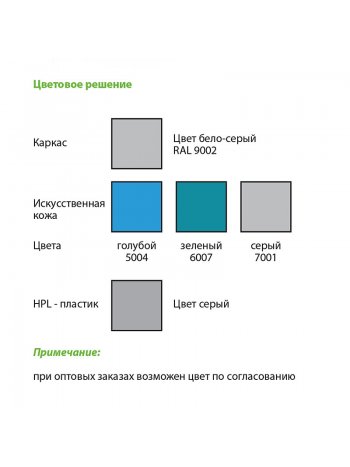 Цветовое решение
Каркас
Цвет бело-серый
RAL 9002
Искусственная
кожа
Цвета
голубой
5004
зеленый
6007
серый
7001
HPL - пластик
Цвет серый
Примечание:
при оптовых заказах возможен цвет по согласованию